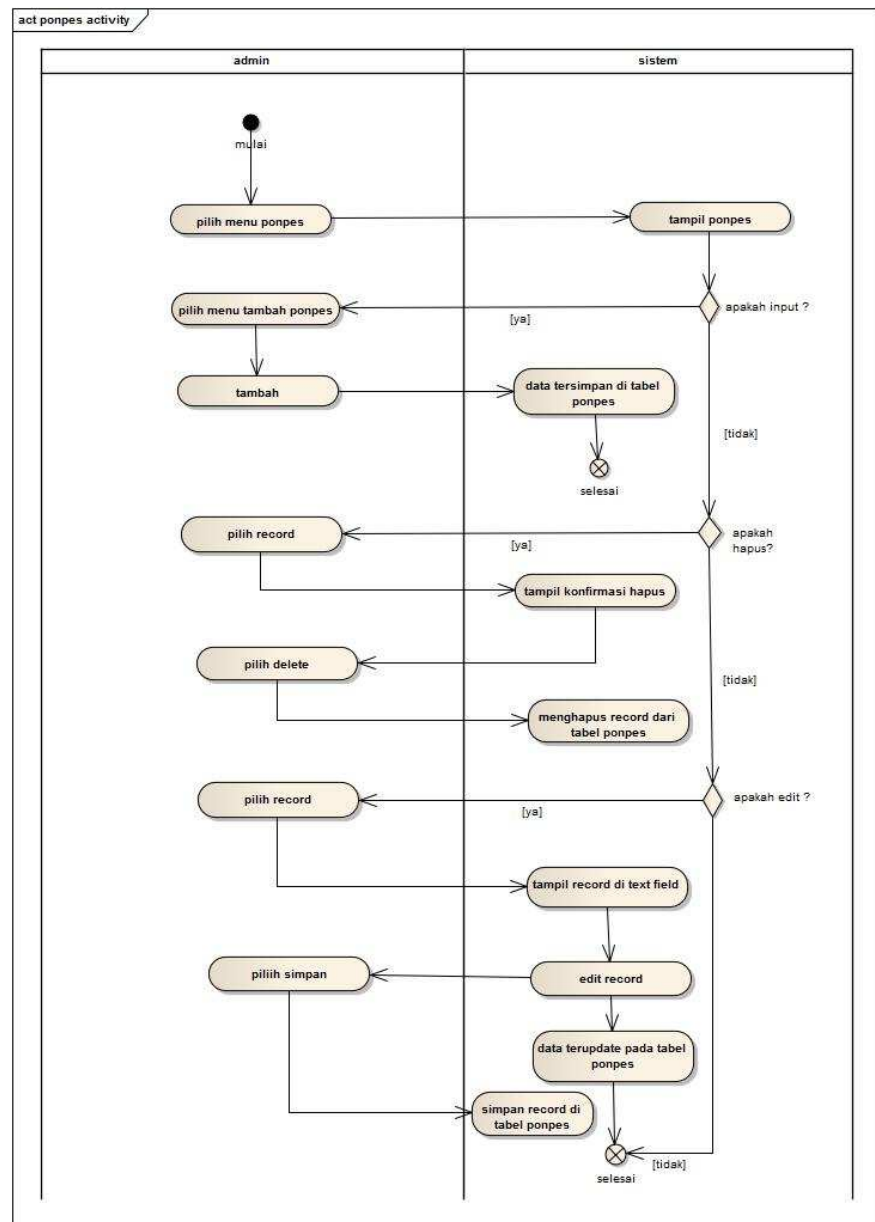 act ponpes activity
admin
sistem
mulai
pilih menu ponpes
tampil ponpes
apakah input ?
pilih menu tambah ponpes
[ya]
tambah
data tersimpan di tabel
ponpes
[tidak]
selesai
pilih record
[ya]
apakah
hapus?
tampil konfirmasi hapus
pilih delete
[tidak]
menghapus record dari
tabel ponpes
pilih record
[ya]
apakah edit ?
tampil record di text field
piliih simpan
edit record
data terupdate pada tabel
ponpes
simpan record di
tabel ponpes
[tidak]
selesai